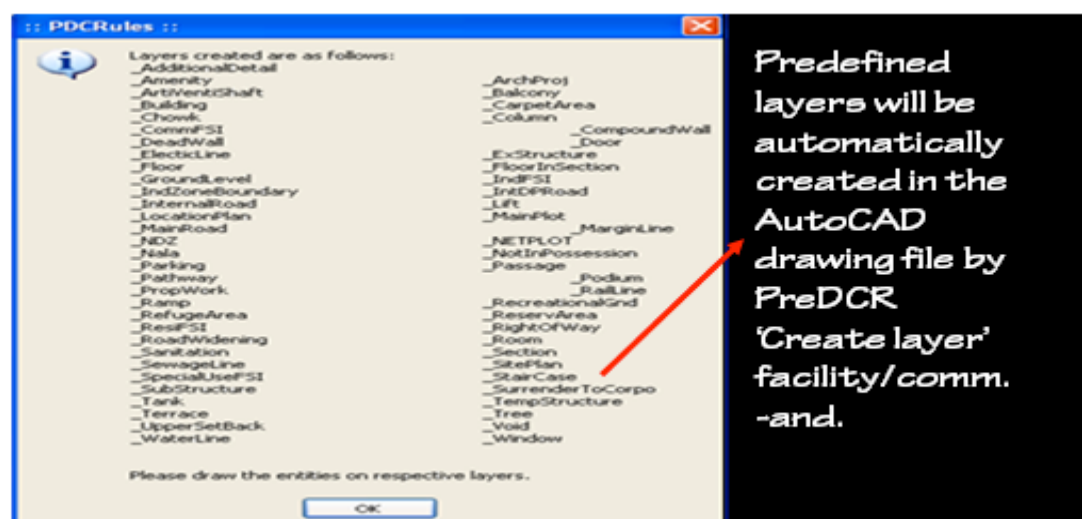 :: PDCRules ::
Layers created are as follows:
_AdditionalDetail
_Amenity _ArchProj
_ArtiVentiShaft _Balcony
_Building _CarpetArea
_Chowk _Column
_CommFSI _CompoundWall
_DeadWall _Door
_ElecticLine _ExStructure
_Floor _FloorInSection
_GroundLevel _IndFSI
_IndZoneBoundary _IntDPRoad
_InternalRoad _Lift
_LocationPlan _MainPlot
_MainRoad _MarginLine
_NDZ _NETPLOT
_Nala _NotInPossession
_Parking _Passage
_Pathway _Podium
_PropWork _RailLine
_Ramp _RecreationalGnd
_RefugeArea _ReservArea
_ResiFSI _RightOfWay
_RoadWidening _Room
_Sanitation _Section
_SewageLine _SitePlan
_SpecialUseFSI _StairCase
_SubStructure _SurrenderToCorpo
_Tank _TempStructure
_Terrace _Tree
_UpperSetBack _Void
_WaterLine _Window
Please draw the entities on respective layers.
OK
Predefined
layers will be
automatically
created in the
AutoCAD
drawing file by
PreDCR
'Create layer'
facility/comm.
-and.